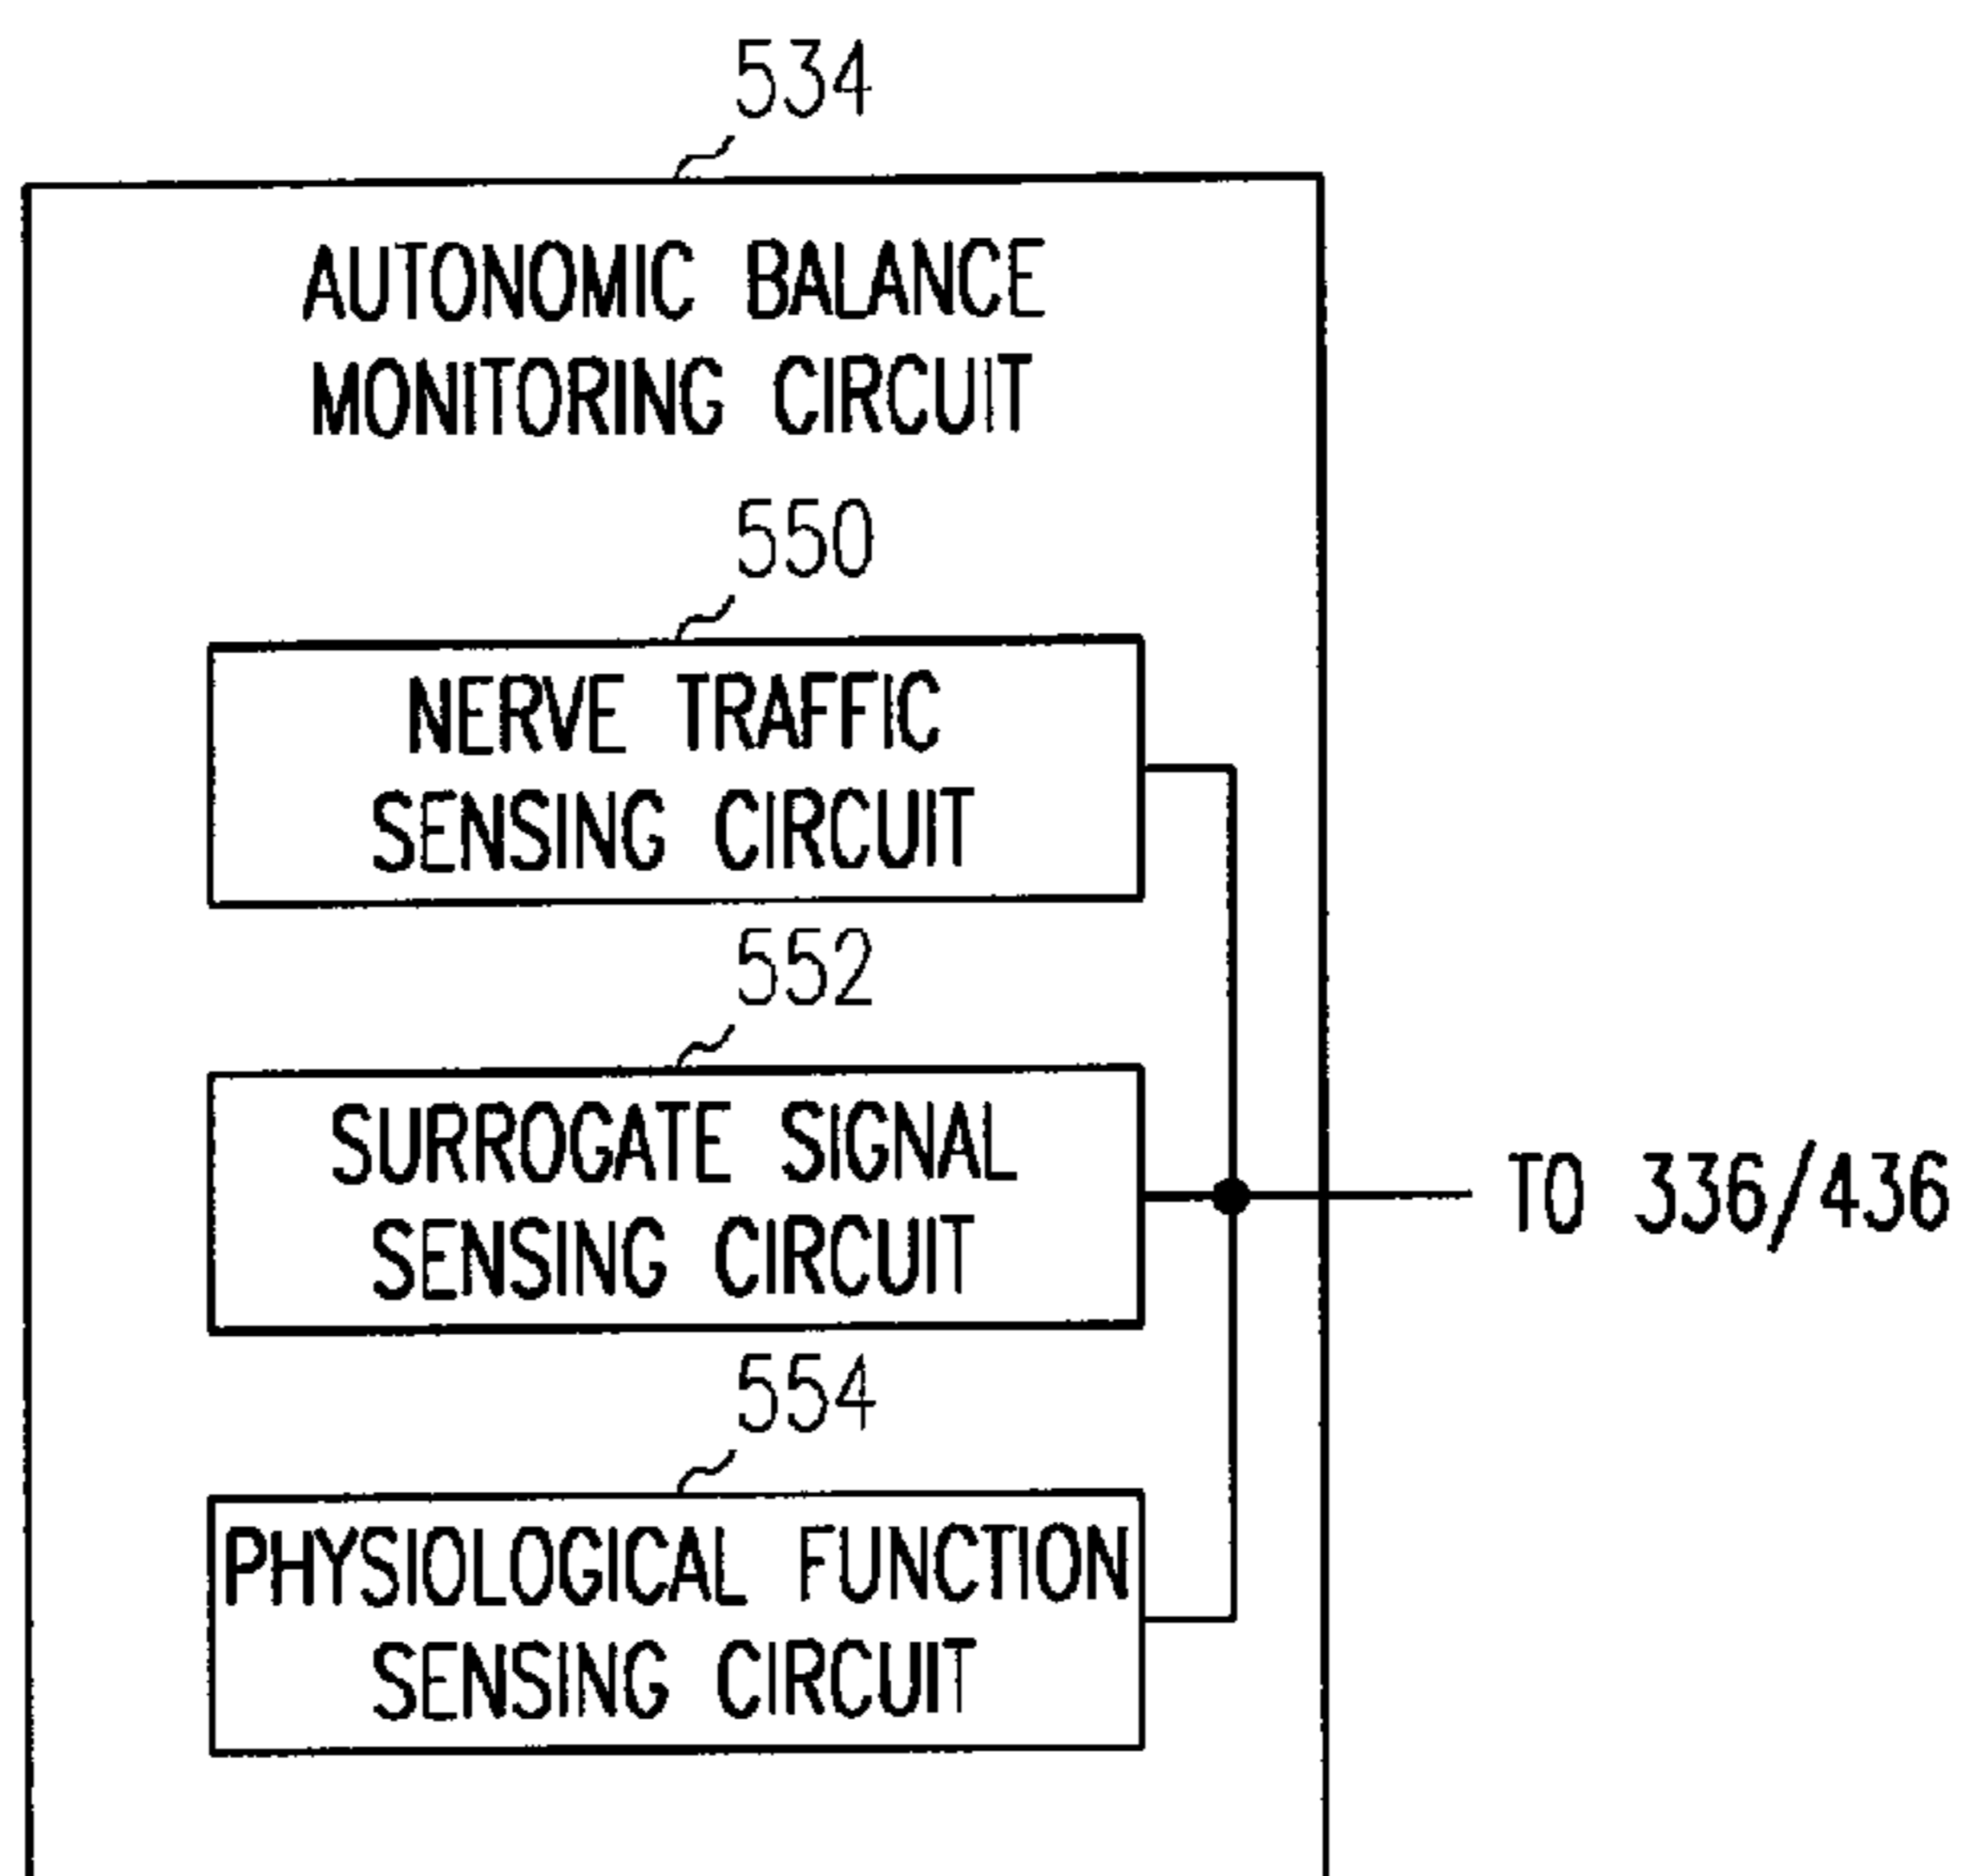 534
AUTONOMIC BALANCE
MONITORING CIRCUIT
550
NERVE TRAFFIC
SENSING CIRCUIT
552
SURROGATE SIGNAL
SENSING CIRCUIT
TO 336/436
554
PHYSIOLOGICAL FUNCTION
SENSING CIRCUIT